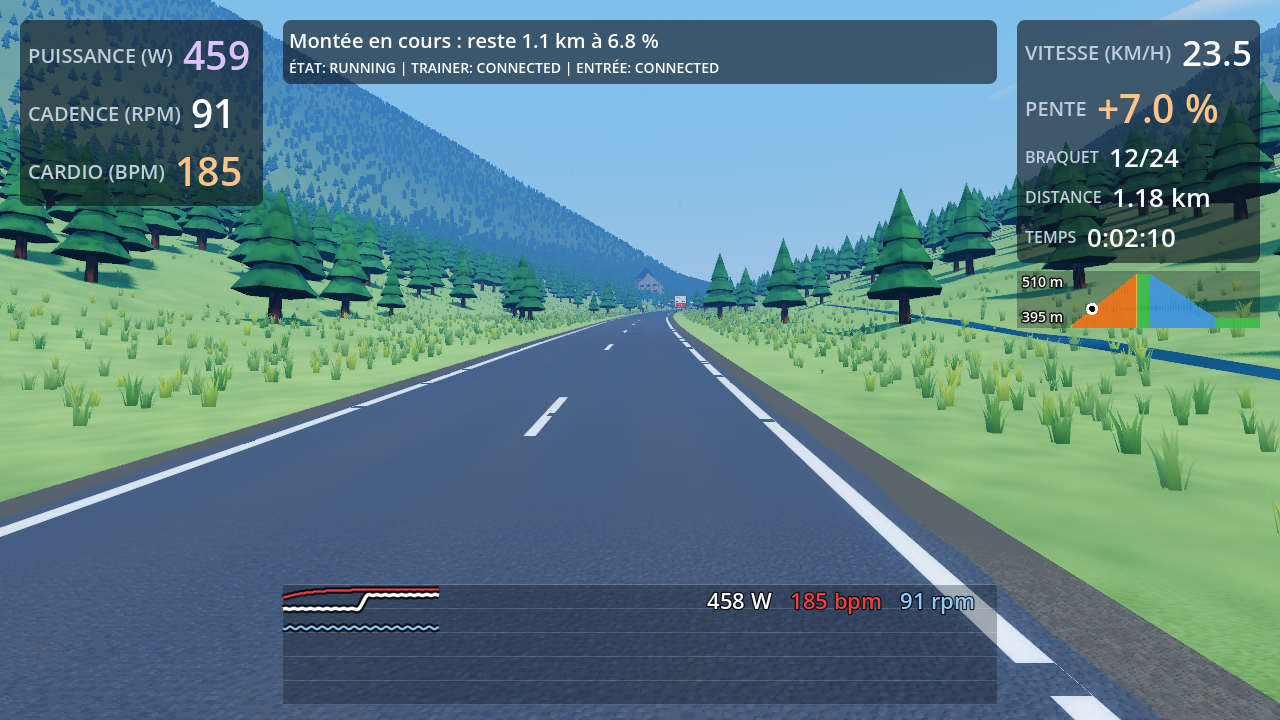 PUISSANCE (W) 459
CADENCE (RPM) 91
CARDIO (BPM) 185
Montée en cours : reste 1.1 km à 6.8 %
ÉTAT: RUNNING | TRAINER: CONNECTED | ENTRÉE: CONNECTED
VITESSE (KM/H) 23.5
PENTE +7.0 %
BRAQUET 12/24
DISTANCE 1.18 km
TEMPS 0:02:10
510 m
395 m
458 W 185 bpm 91 rpm